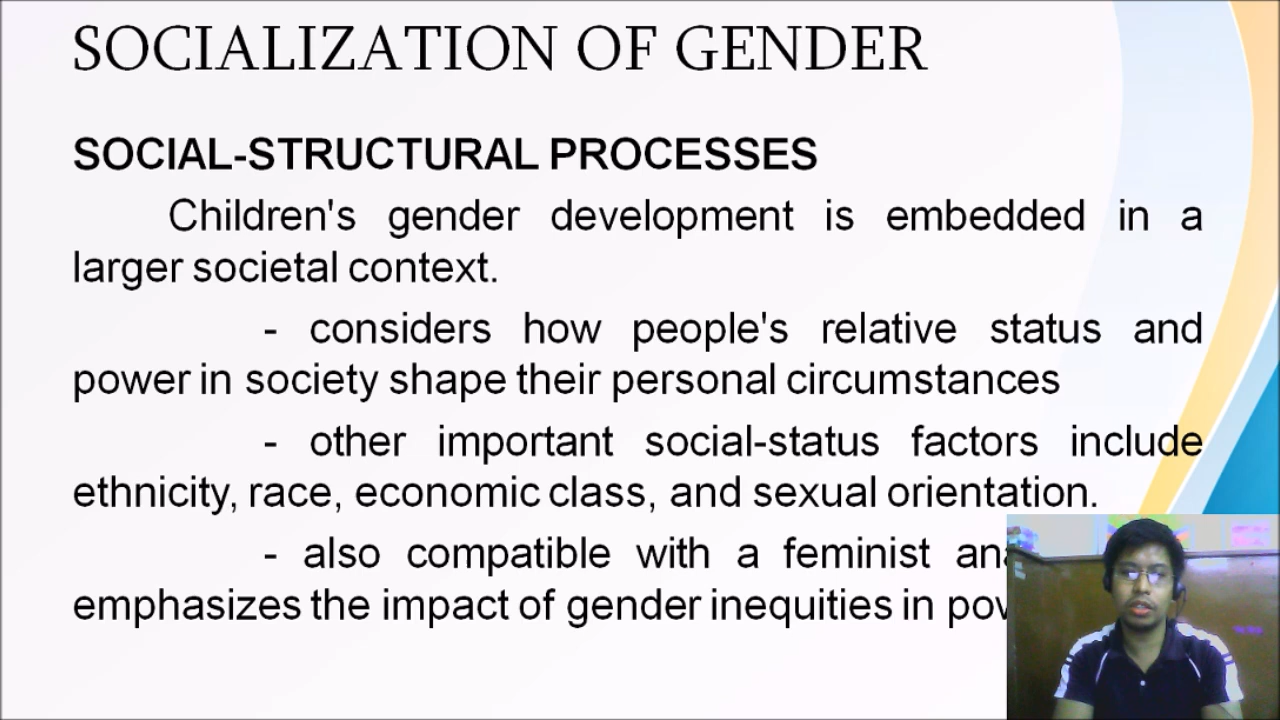 SOCIALIZATION OF GENDER
SOCIAL-STRUCTURAL PROCESSES
Children's gender development is embedded in a
larger societal context.
- considers how people's relative status and
power in society shape their personal circumstances
- other important social-status factors include
ethnicity, race, economic class, and sexual orientation.
- also compatible with a feminist
emphasizes the impact of gender inequities in